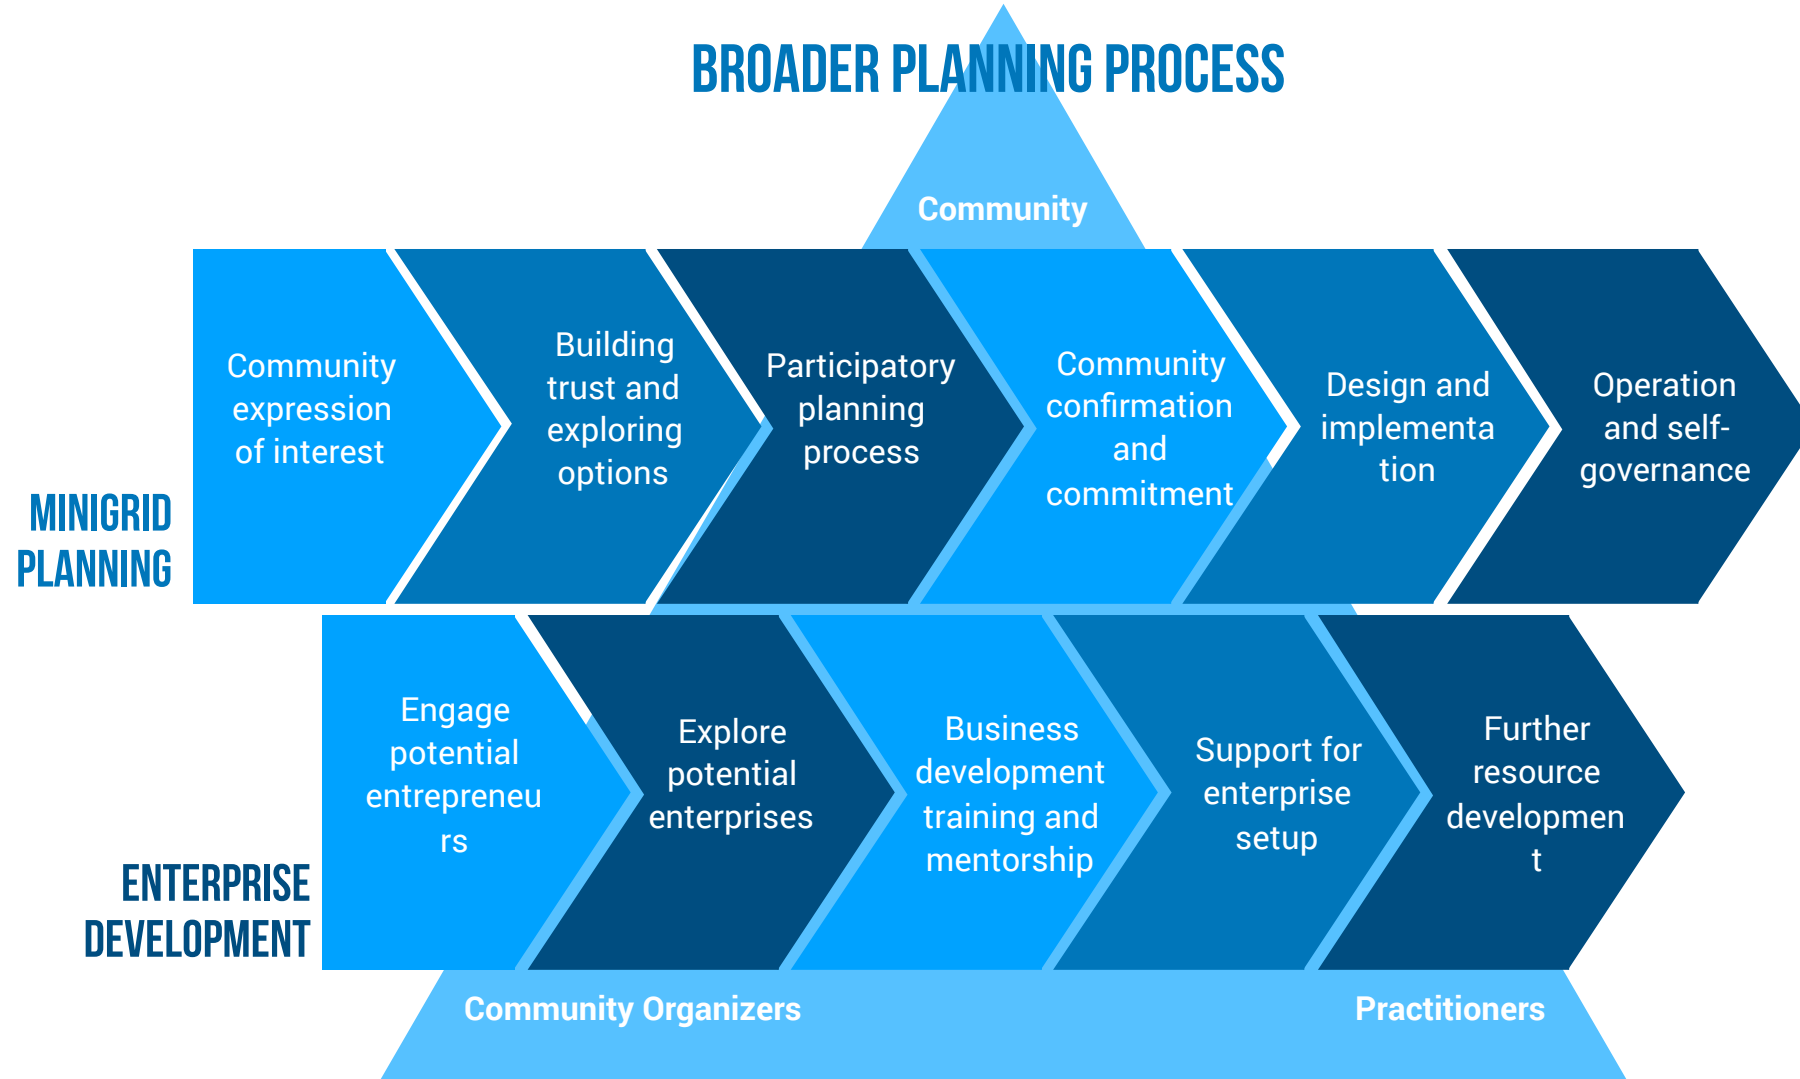 BROADER PLANNING PROCESS
Community
Community
expression
of interest
Building
trust and
exploring
options
Participatory
planning
process
Community
confirmation
and
commitment
Design and
implementa
tion
Operation
and self-
governance
MINIGRID
PLANNING
Engage
potential
entrepreneu
rs
Explore
potential
enterprises
Business
development
training and
mentorship
Support for
enterprise
setup
Further
resource
developmen
t
ENTERPRISE
DEVELOPMENT
Community Organizers
Practitioners